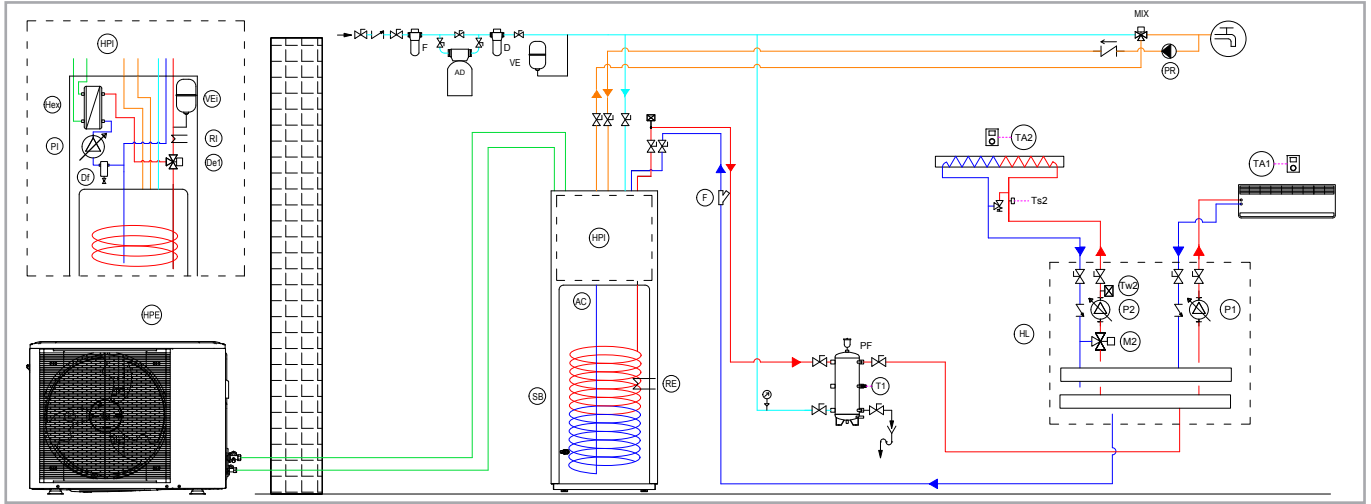 HPI
Hex
VEi
PI
RI
De1
Df
HPE
F
D
AD
VE
MIX
PR
TA2
TA1
F
Ts2
HPI
AC
Tw2
P2
P1
HL
M2
PF
T1
RE
SB